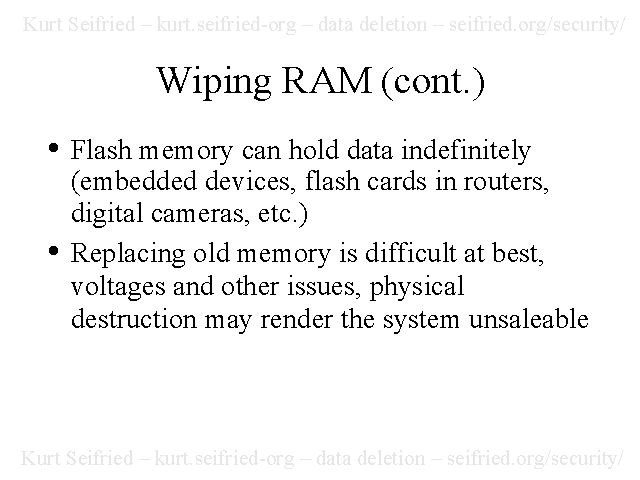 Kurt Seifried – kurt.seifried-org – data deletion – seifried.org/security/
Wiping RAM (cont.)
• Flash memory can hold data indefinitely
(embedded devices, flash cards in routers,
digital cameras, etc.)
• Replacing old memory is difficult at best,
voltages and other issues, physical
destruction may render the system unsaleable
Kurt Seifried – kurt.seifried-org – data deletion – seifried.org/security/